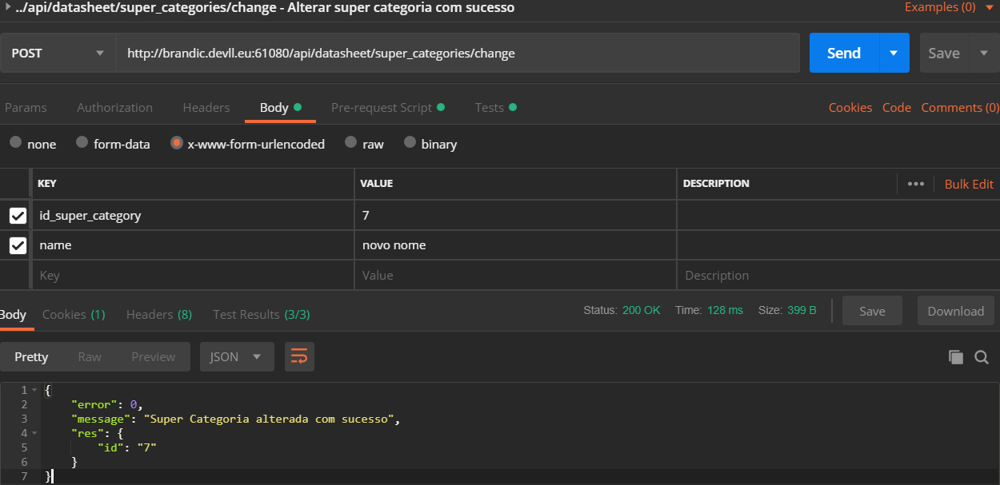 ../api/datasheet/super_categories/change - Alterar super categoria com sucesso Examples (0)
POST http://brandic.devll.eu:61080/api/datasheet/super_categories/change Send Save
Params Authorization Headers Body Pre-request Script Tests Cookies Code Comments (0)
none form-data x-www-form-urlencoded raw binary
KEY VALUE DESCRIPTION ••• Bulk Edit
id_super_category 7
name novo nome
Key Value Description
Body Cookies (1) Headers (8) Test Results (3/3) Status: 200 OK Time: 128 ms Size: 399 B Save Download
Pretty Raw Preview JSON
1 {
2 "error": 0,
3 "message": "Super Categoria alterada com sucesso",
4 "res": {
5 "id": "7"
6 }
7 }